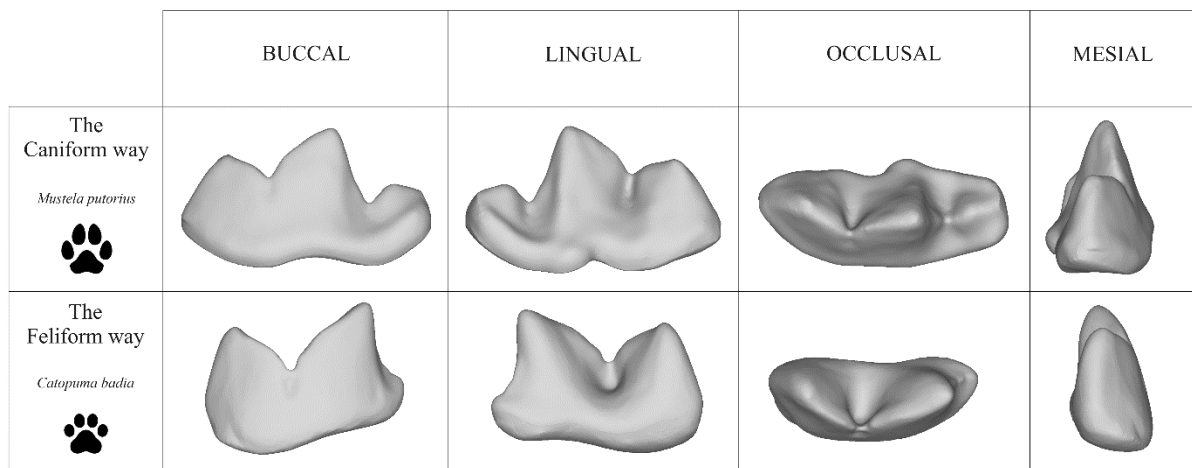 BUCCAL
LINGUAL
OCCLUSAL
MESIAL
The
Caniform way
Mustela putorius
The
Feliform way
Catopuma badia